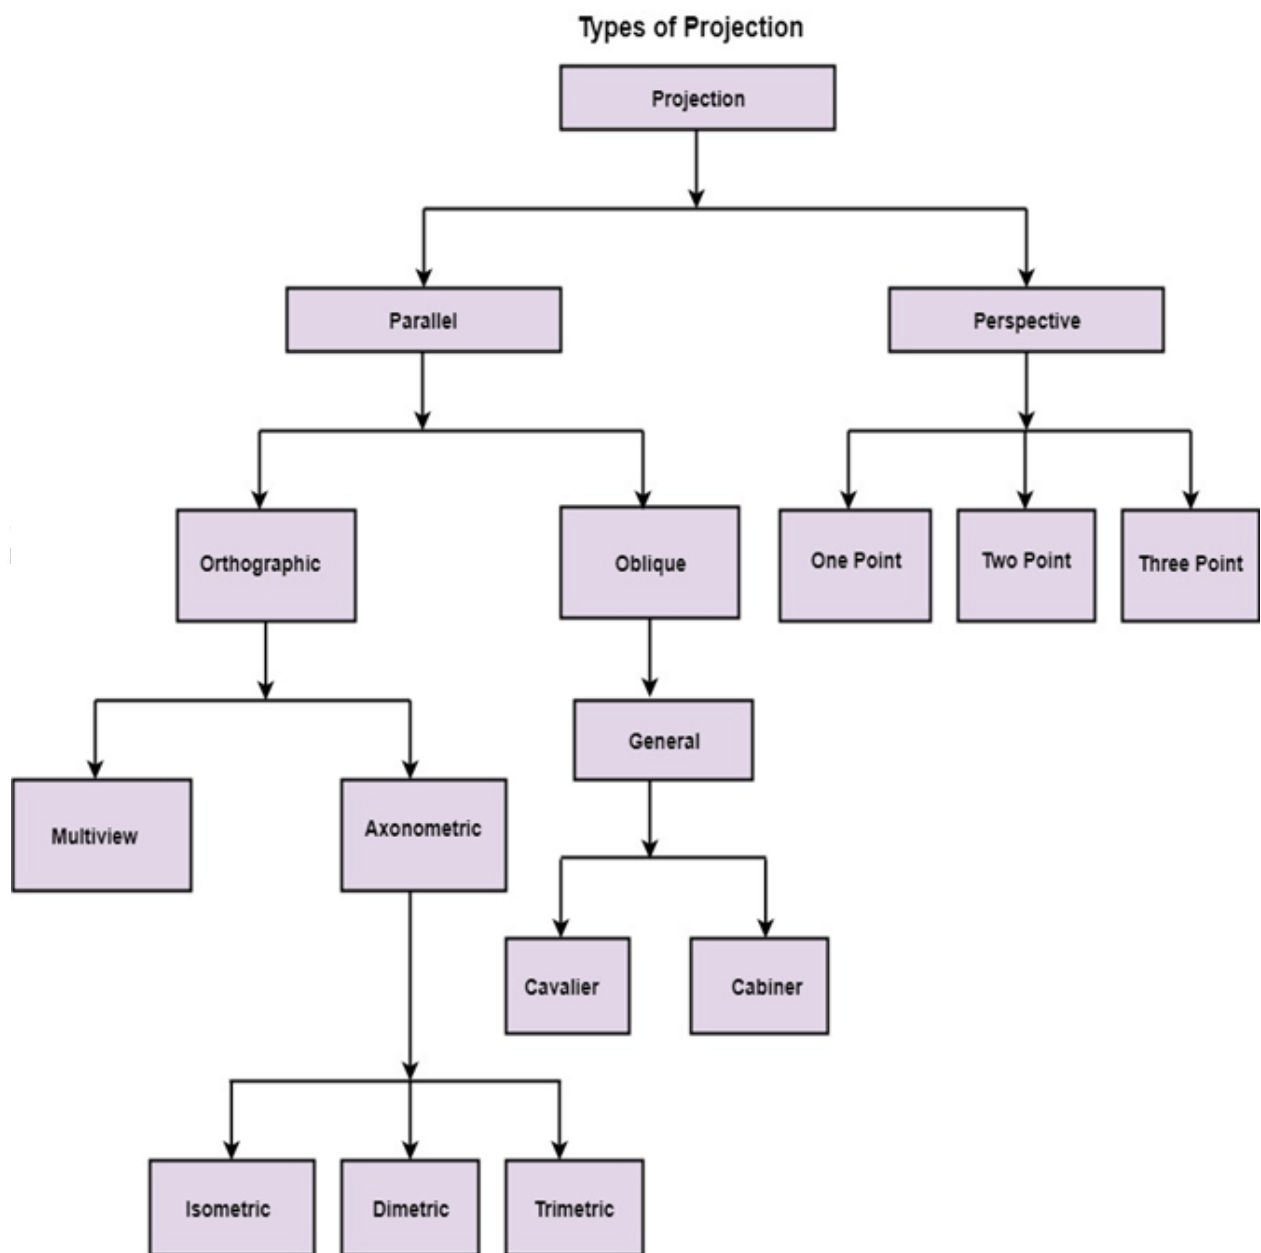 Types of Projection
Projection
Parallel
Perspective
Orthographic
Oblique
One Point
Two Point
Three Point
General
Multiview
Axonometric
Cavalier
Cabiner
Isometric
Dimetric
Trimetric